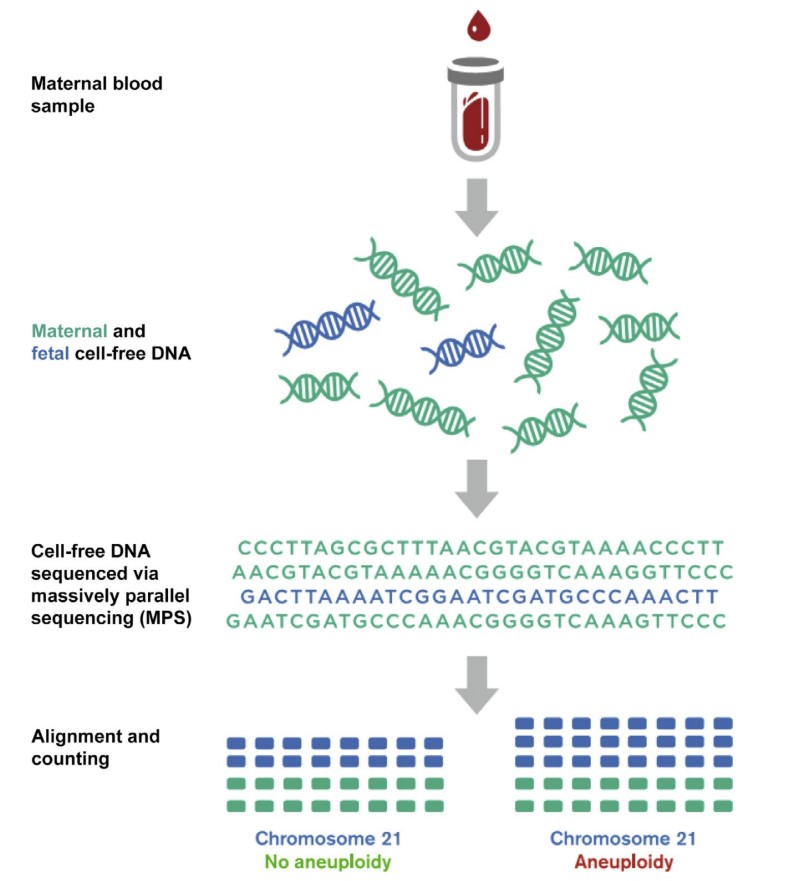 Maternal blood
sample
Maternal and
fetal cell-free DNA
Cell-free DNA
sequenced via
massively parallel
sequencing (MPS)
CCCTTAGCGCTTTAACGTACGTAAAACCCTT
AACGTACGTAAAAACGGGGTCAAAGGTTCCC
GACTTAAAATCGGAATCGATGCCCAAACTT
GAATCGATGCCCAAACGGGGTCAAAGTTCCC
Alignment and
counting
Chromosome 21
No aneuploidy
Chromosome 21
Aneuploidy